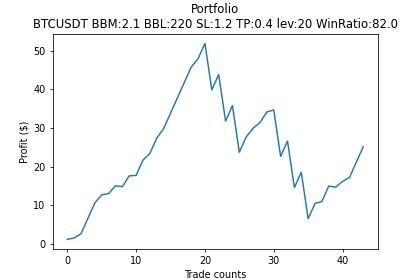 Portfolio
BTCUSDT BBM:2.1 BBL:220 SL:1.2 TP:0.4 lev:20 WinRatio:82.0
50
40
30
20
10
0
Profit ($)
0 10 20 30 40
Trade counts